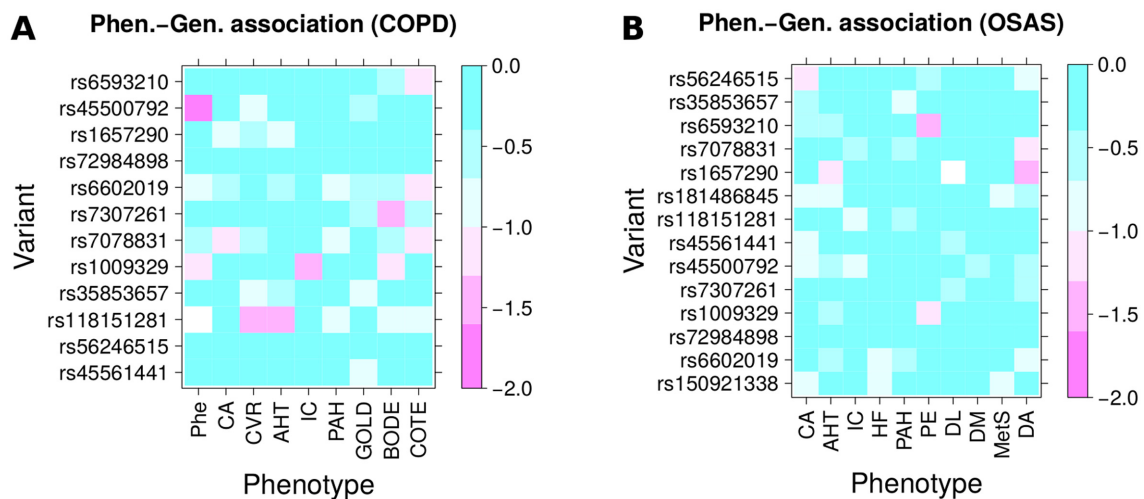 A
Phen.−Gen. association (COPD)
Variant
rs6593210
rs45500792
rs1657290
rs72984898
rs6602019
rs7307261
rs7078831
rs1009329
rs35853657
rs118151281
rs56246515
rs45561441
Phe
CA
CVR
AHT
IC
PAH
GOLD
BODE
COTE
Phenotype
0.0
−0.5
−1.0
−1.5
−2.0
B
Phen.−Gen. association (OSAS)
Variant
rs56246515
rs35853657
rs6593210
rs7078831
rs1657290
rs181486845
rs118151281
rs45561441
rs45500792
rs7307261
rs1009329
rs72984898
rs6602019
rs150921338
CA
AHT
IC
HF
PAH
PE
DL
DM
MetS
DA
Phenotype
0.0
−0.5
−1.0
−1.5
−2.0